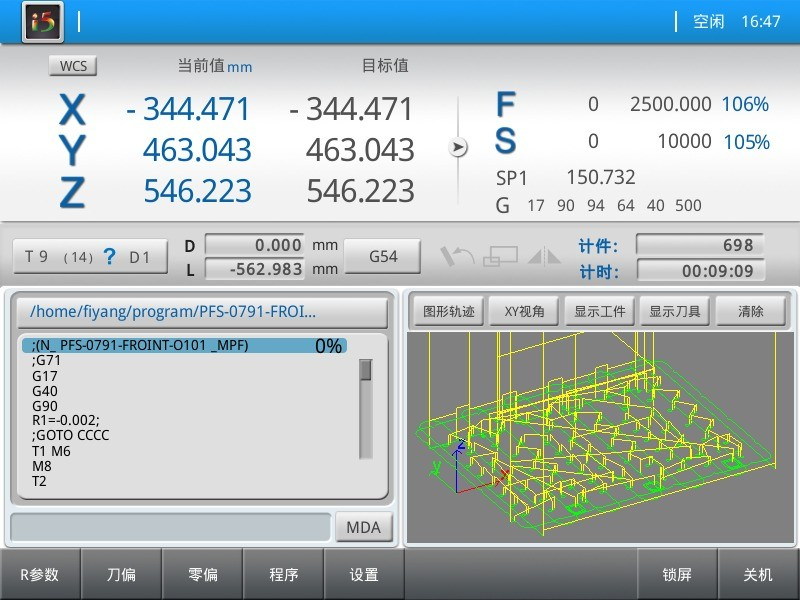 i5
空闲 16:47
WCS 当前值 mm 目标值
X - 344.471 - 344.471
Y 463.043 463.043
Z 546.223 546.223
F 0 2500.000 106%
S 0 10000 105%
SP1 150.732
G 17 90 94 64 40 500
T 9 (14) ? D1
D 0.000 mm
L -562.983 mm
G54
计件: 698
计时: 00:09:09
/home/fiyang/program/PFS-0791-FROI...
;(N_ PFS-0791-FROINT-O101 _MPF) 0%
;G71
G17
G40
G90
R1=-0.002;
;GOTO CCCC
T1 M6
M8
T2
MDA
图形轨迹 XY视角 显示工件 显示刀具 清除
Z
Y
X
R参数 刀偏 零偏 程序 设置 锁屏 关机